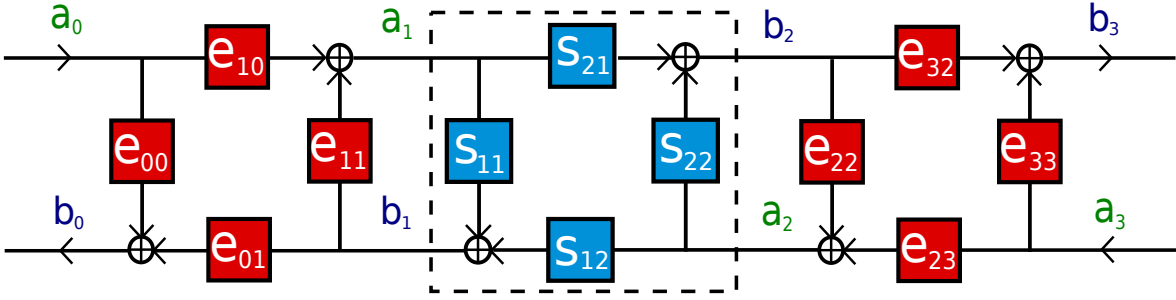 a₀ a₁ b₂ b₃
e₁₀ s₂₁ e₃₂
e₀₀ e₁₁ s₁₁ s₂₂ e₂₂ e₃₃
b₀ b₁ a₂ a₃
e₀₁ s₁₂ e₂₃